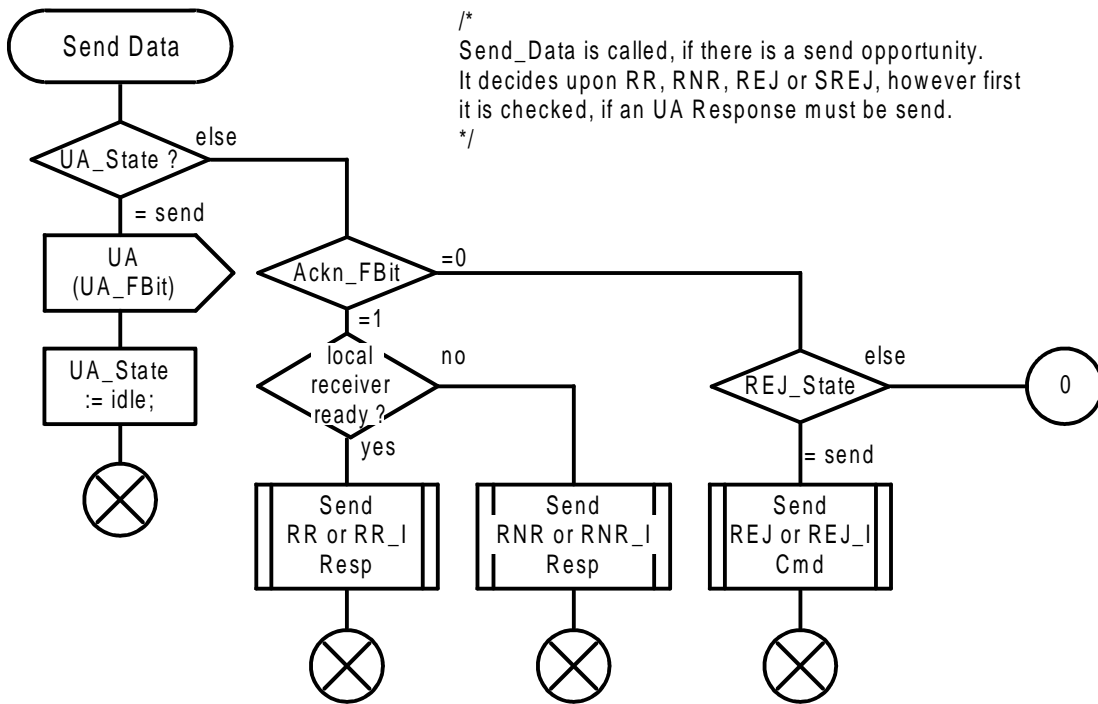 Send Data
/*
Send_Data is called, if there is a send opportunity.
It decides upon RR, RNR, REJ or SREJ, however first
it is checked, if an UA Response must be send.
*/
UA_State ?
else
= send
UA
(UA_FBit)
UA_State
:= idle;
Ackn_FBit
=0
=1
local
receiver
ready ?
no
yes
REJ_State
else
0
= send
Send
RR or RR_I
Resp
Send
RNR or RNR_I
Resp
Send
REJ or REJ_I
Cmd